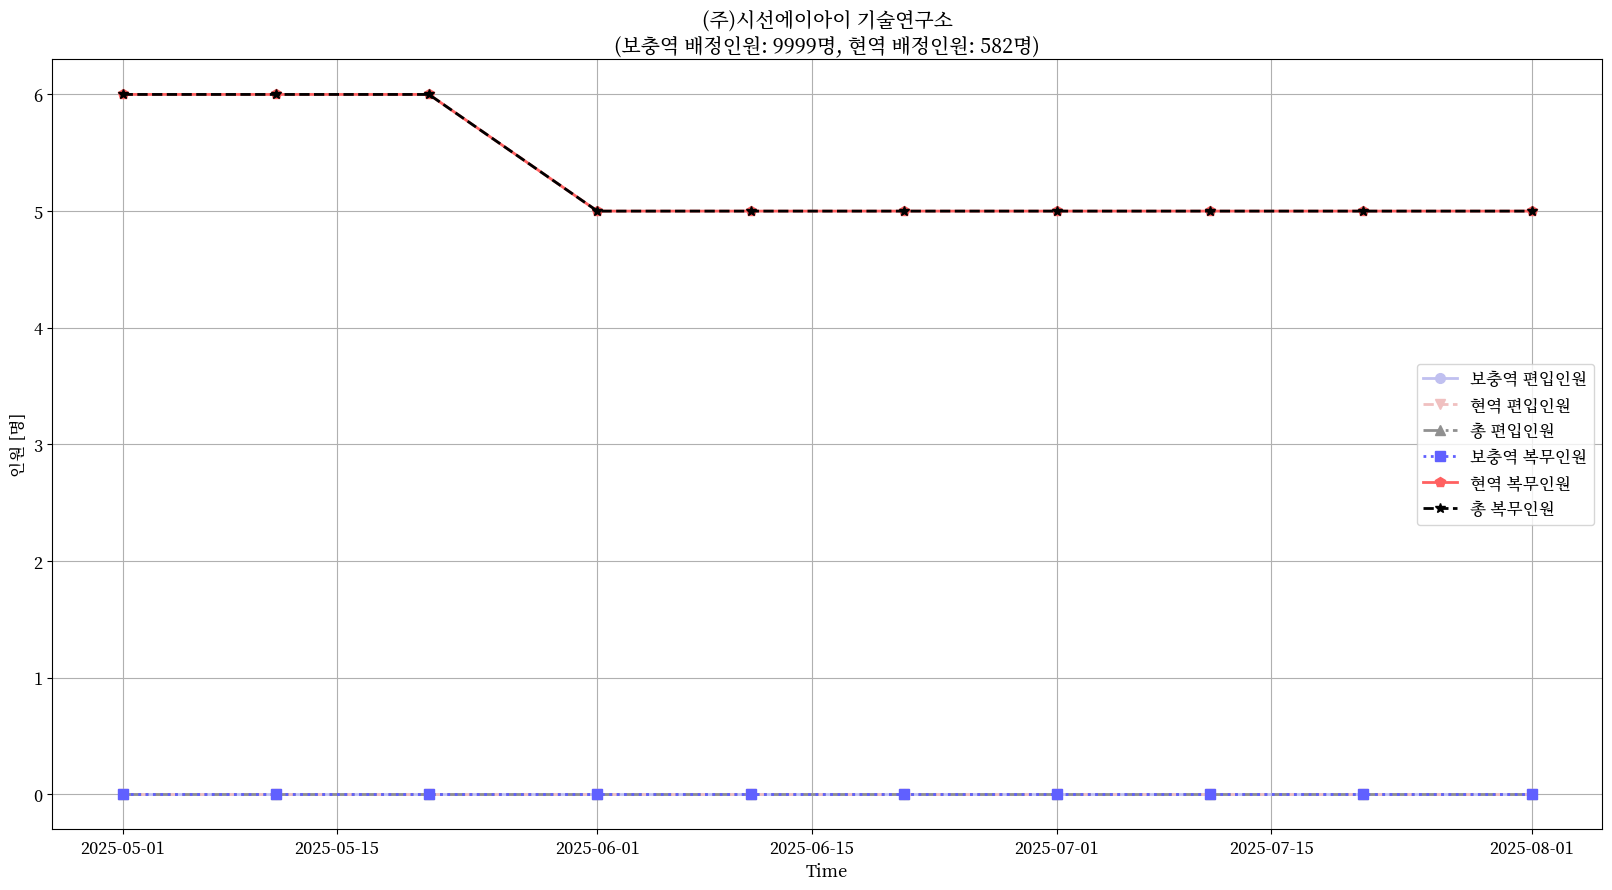 (주)시선에이아이 기술연구소
(보충역 배정인원: 9999명, 현역 배정인원: 582명)
6
5
4
3
2
1
0
인원 [명]
보충역 편입인원
현역 편입인원
총 편입인원
보충역 복무인원
현역 복무인원
총 복무인원
2025-05-01 2025-05-15 2025-06-01 2025-06-15 2025-07-01 2025-07-15 2025-08-01
Time